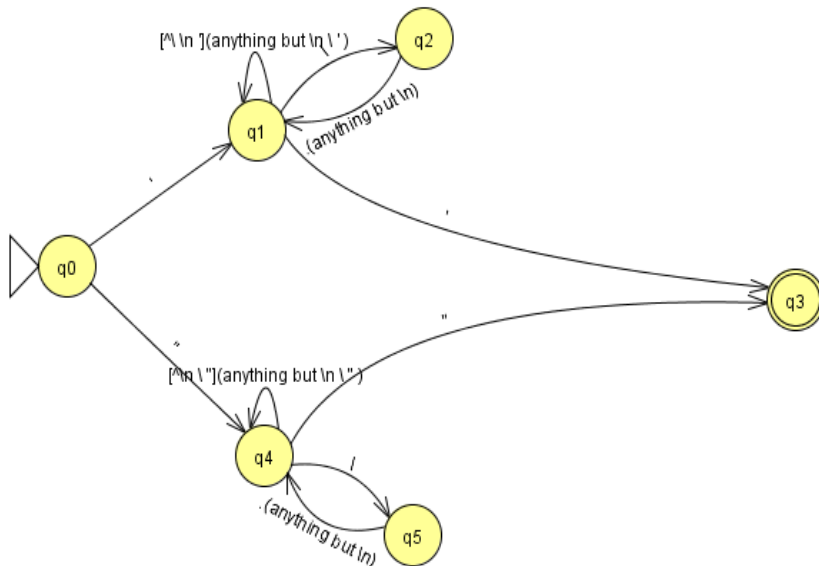 [^\ \n '](anything but \n \ ')
q2
\
q1
.(anything but \n)
'
'
q0
q3
"
"
[^\n \ "](anything but \n \ " )
q4
\
.(anything but \n)
q5